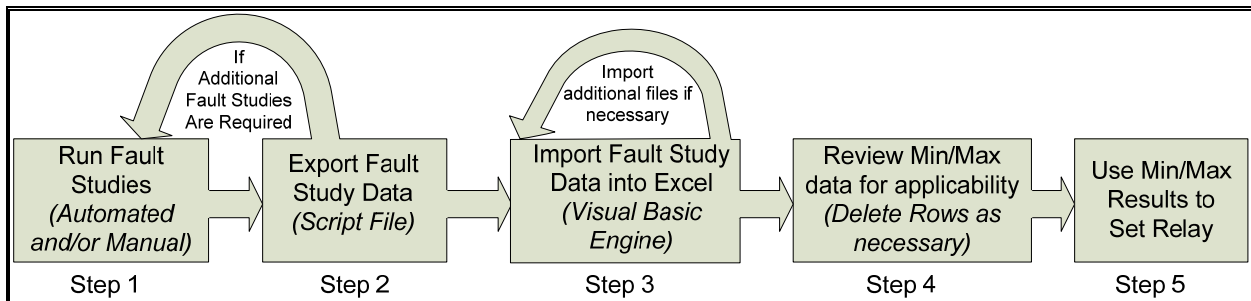 If
Additional
Fault Studies
Are Required
Import
additional files if
necessary
Run Fault
Studies
(Automated
and/or Manual)
Export Fault
Study Data
(Script File)
Import Fault Study
Data into Excel
(Visual Basic
Engine)
Review Min/Max
data for applicability
(Delete Rows as
necessary)
Use Min/Max
Results to
Set Relay
Step 1
Step 2
Step 3
Step 4
Step 5